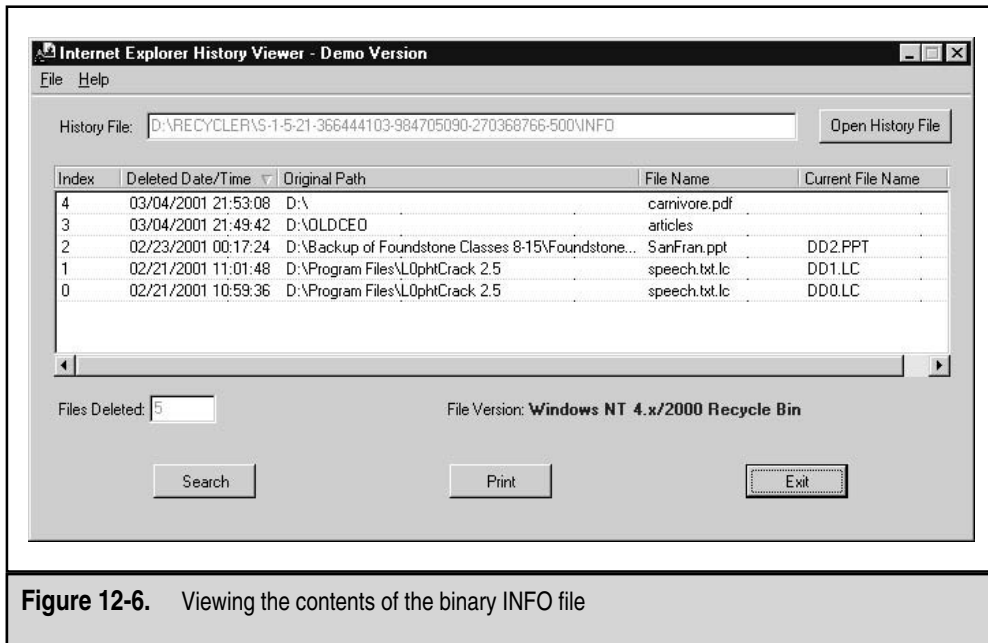 Internet Explorer History Viewer - Demo Version
File Help
History File: D:\RECYCLER\S-1-5-21-366444103-984705090-270368766-500\INFO Open History File
Index Deleted Date/Time Original Path File Name Current File Name
4 03/04/2001 21:53:08 D:\ carnivore.pdf
3 03/04/2001 21:49:42 D:\OLDCEO articles
2 02/23/2001 00:17:24 D:\Backup of Foundstone Classes 8-15\Foundstone... SanFran.ppt DD2.PPT
1 02/21/2001 11:01:48 D:\Program Files\L0phtCrack 2.5 speech.txt.lc DD1.LC
0 02/21/2001 10:59:36 D:\Program Files\L0phtCrack 2.5 speech.txt.lc DD0.LC
Files Deleted: 5 File Version: Windows NT 4.x/2000 Recycle Bin
Search Print Exit
Figure 12-6. Viewing the contents of the binary INFO file